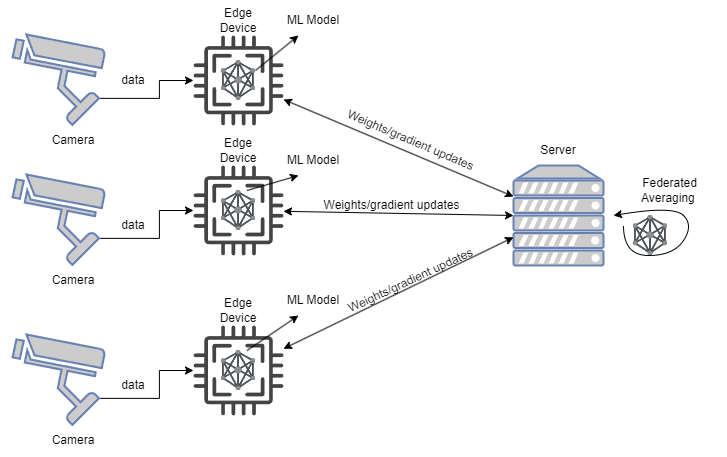 Edge
Device
ML Model
data
Camera
Weights/gradient updates
Edge
Device
ML Model
data
Camera
Weights/gradient updates
Server
Federated
Averaging
Edge
Device
ML Model
data
Camera
Weights/gradient updates